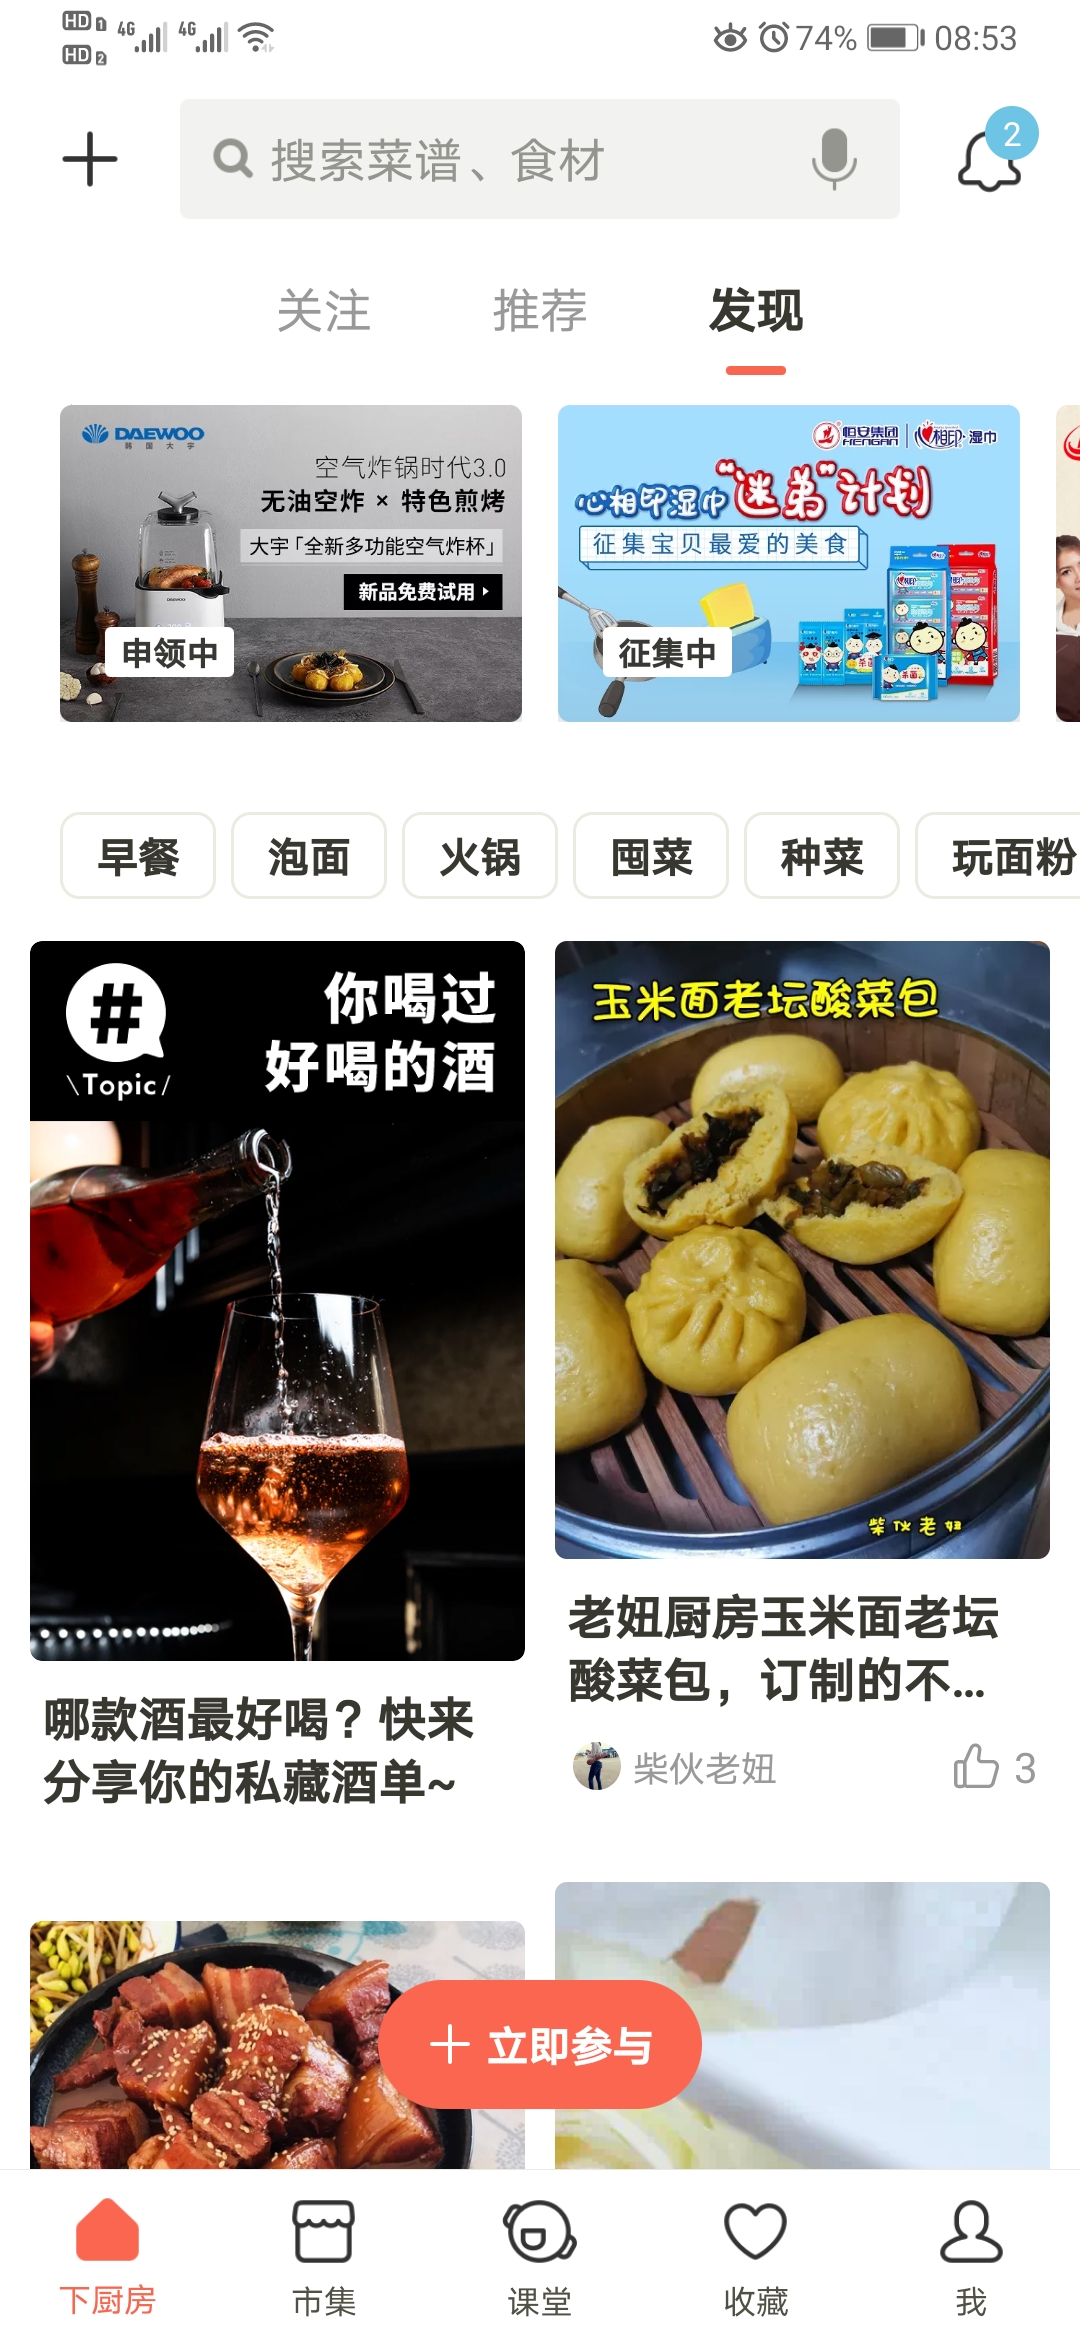 HD 1 4G 4G
HD 2
74% 08:53
搜索菜谱、食材
2
关注 推荐 发现
DAEWOO
韩国大宇
空气炸锅时代3.0
无油空炸 × 特色煎烤
大宇「全新多功能空气炸杯」
新品免费试用
申领中
恒安集团 HENGAN 心相印·湿巾
心相印湿巾“迷弟”计划
征集宝贝最爱的美食
征集中
早餐 泡面 火锅 囤菜 种菜 玩面粉
#
\Topic/
你喝过
好喝的酒
哪款酒最好喝？快来
分享你的私藏酒单~
玉米面老坛酸菜包
柴伙老妞
老妞厨房玉米面老坛
酸菜包，订制的不...
柴伙老妞 3
立即参与
下厨房 市集 课堂 收藏 我